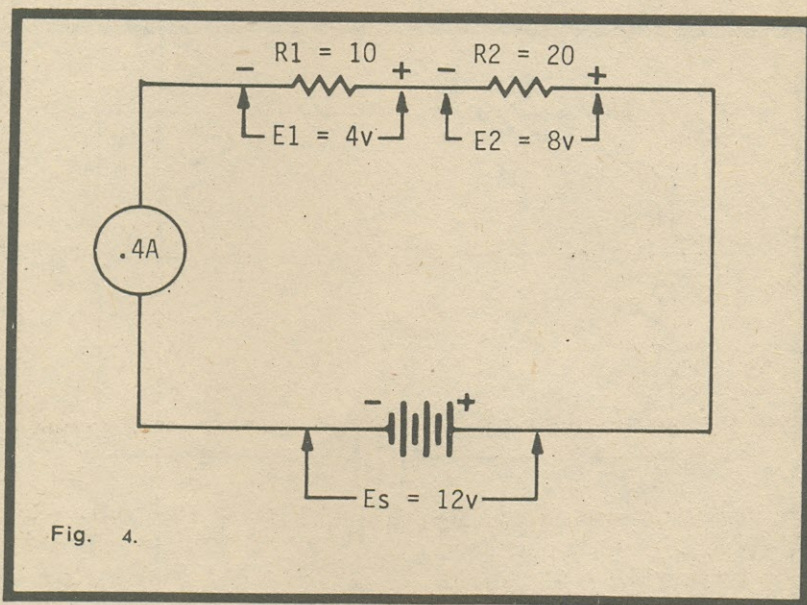 R1 = 10
R2 = 20
- + - +
E1 = 4v
E2 = 8v
.4A
- +
Es = 12v
Fig. 4.